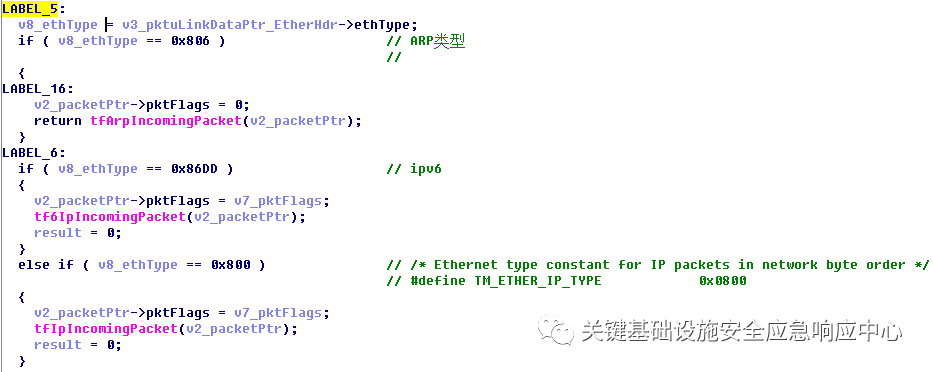 LABEL_5:
v8_ethType = v3_pktuLinkDataPtr_EtherHdr->ethType;
if ( v8_ethType == 0x806 ) // ARP类型
//
{
LABEL_16:
v2_packetPtr->pktFlags = 0;
return tfArpIncomingPacket(v2_packetPtr);
}
LABEL_6:
if ( v8_ethType == 0x86DD ) // ipv6
{
v2_packetPtr->pktFlags = v7_pktFlags;
tf6IpIncomingPacket(v2_packetPtr);
result = 0;
}
else if ( v8_ethType == 0x800 ) // /* Ethernet type constant for IP packets in network byte order */
// #define TM_ETHER_IP_TYPE 0x0800
{
v2_packetPtr->pktFlags = v7_pktFlags;
tfIpIncomingPacket(v2_packetPtr);
result = 0;
}
关键基础设施安全应急响应中心